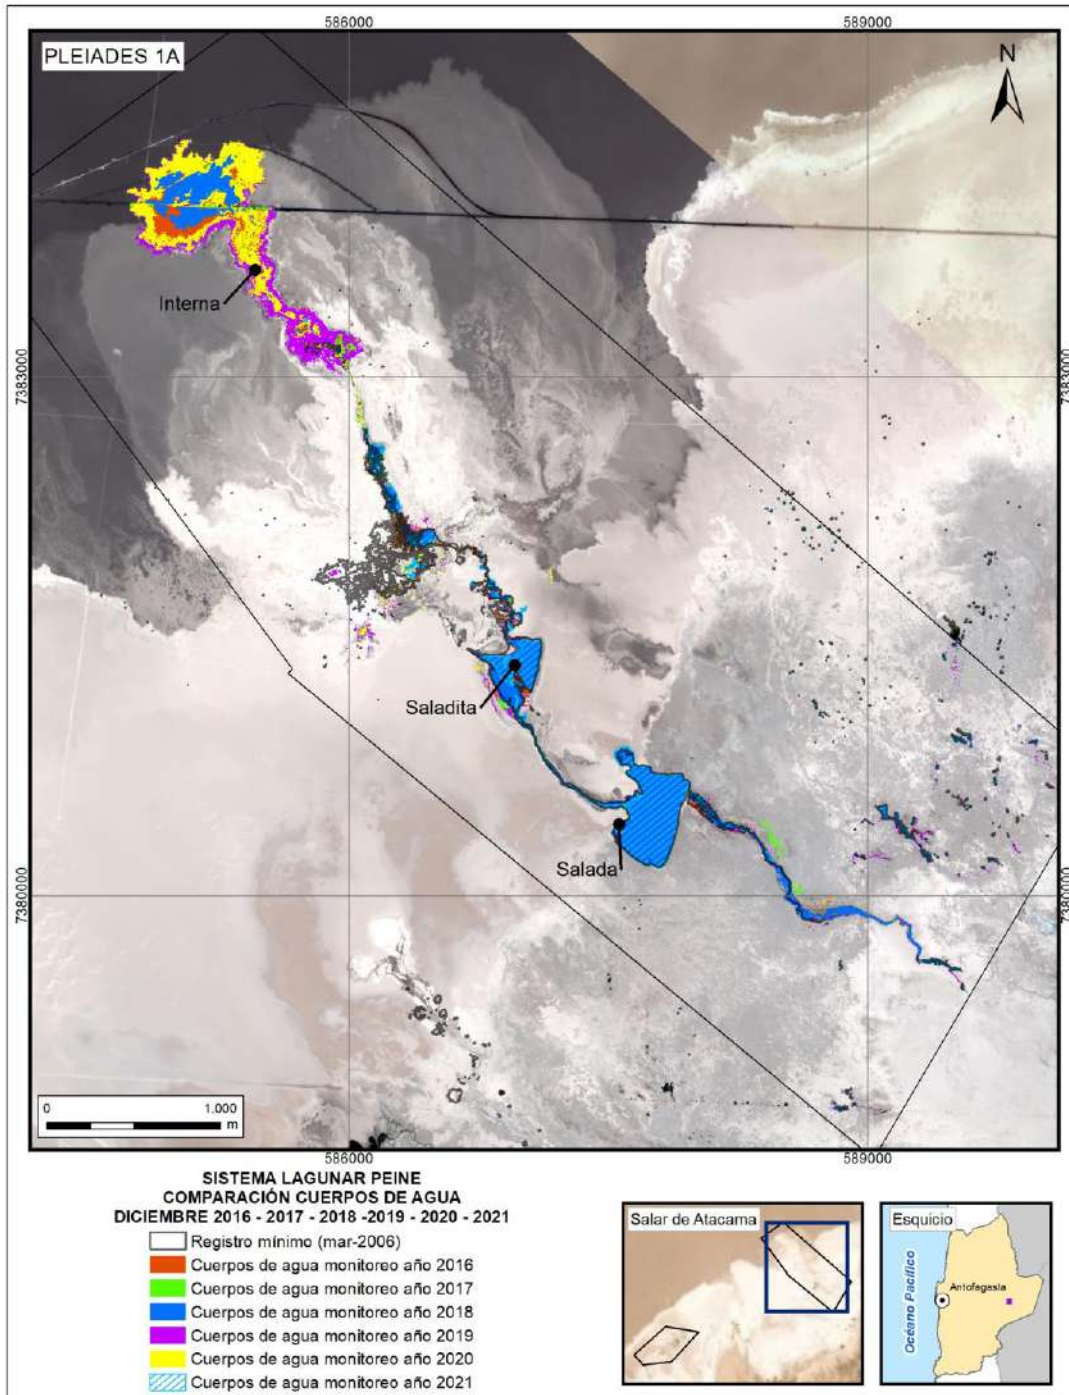 586000
589000
PLEIADES 1A
N
Interna
7383000
7383000
Saladita
Salada
7380000
7380000
0
1.000
m
586000
589000
SISTEMA LAGUNAR PEINE
COMPARACIÓN CUERPOS DE AGUA
DICIEMBRE 2016 - 2017 - 2018 -2019 - 2020 - 2021
Registro mínimo (mar-2006)
Cuerpos de agua monitoreo año 2016
Cuerpos de agua monitoreo año 2017
Cuerpos de agua monitoreo año 2018
Cuerpos de agua monitoreo año 2019
Cuerpos de agua monitoreo año 2020
Cuerpos de agua monitoreo año 2021
Salar de Atacama
Esquicio
Océano Pacífico
Antofagasta